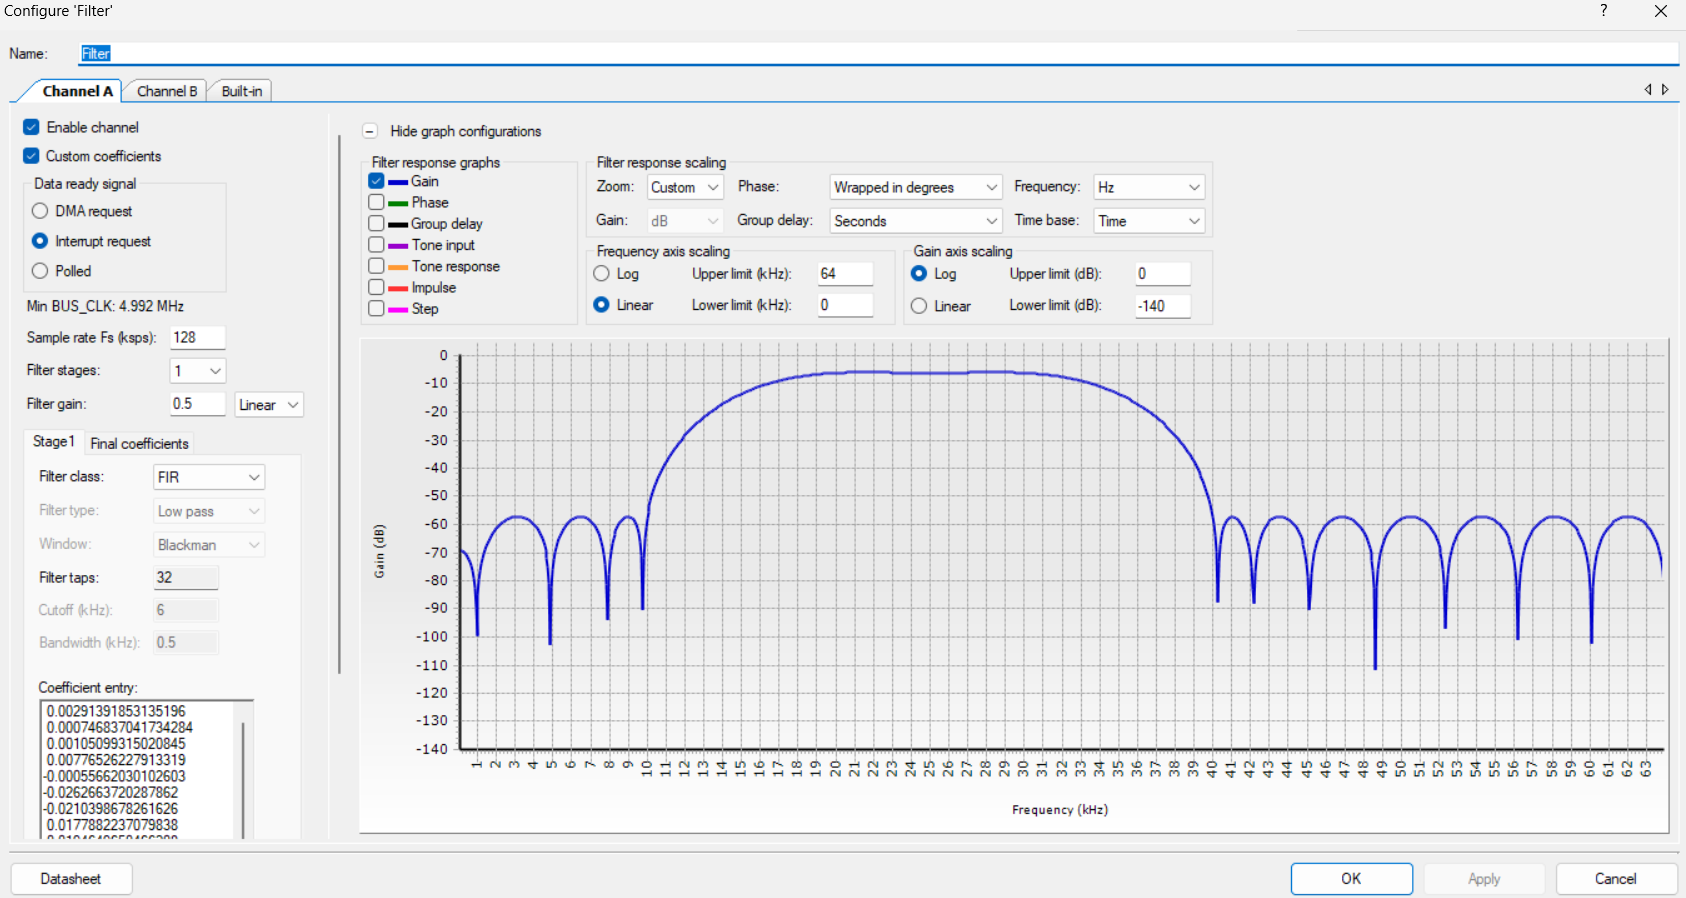 Configure 'Filter'
?
Name: Filter
Channel A Channel B Built-in
Enable channel
Custom coefficients
Data ready signal
DMA request
Interrupt request
Polled
Min BUS_CLK: 4.992 MHz
Sample rate Fs (ksps): 128
Filter stages: 1
Filter gain: 0.5 Linear
Stage1 Final coefficients
Filter class: FIR
Filter type: Low pass
Window: Blackman
Filter taps: 32
Cutoff (kHz): 6
Bandwidth (kHz): 0.5
Coefficient entry:
0.00291391853135196
0.000746837041734284
0.00105099315020845
0.00776526227913319
-0.00055662030102603
-0.0262663720287862
-0.0210398678261626
0.0177882237079838
Hide graph configurations
Filter response graphs
Gain
Phase
Group delay
Tone input
Tone response
Impulse
Step
Filter response scaling
Zoom: Custom Phase: Wrapped in degrees Frequency: Hz
Gain: dB Group delay: Seconds Time base: Time
Frequency axis scaling
Log Upper limit (kHz): 64
Linear Lower limit (kHz): 0
Gain axis scaling
Log Upper limit (dB): 0
Linear Lower limit (dB): -140
Gain (dB)
0
-10
-20
-30
-40
-50
-60
-70
-80
-90
-100
-110
-120
-130
-140
1 2 3 4 5 6 7 8 9 10 11 12 13 14 15 16 17 18 19 20 21 22 23 24 25 26 27 28 29 30 31 32 33 34 35 36 37 38 39 40 41 42 43 44 45 46 47 48 49 50 51 52 53 54 55 56 57 58 59 60 61 62 63
Frequency (kHz)
Datasheet OK Apply Cancel